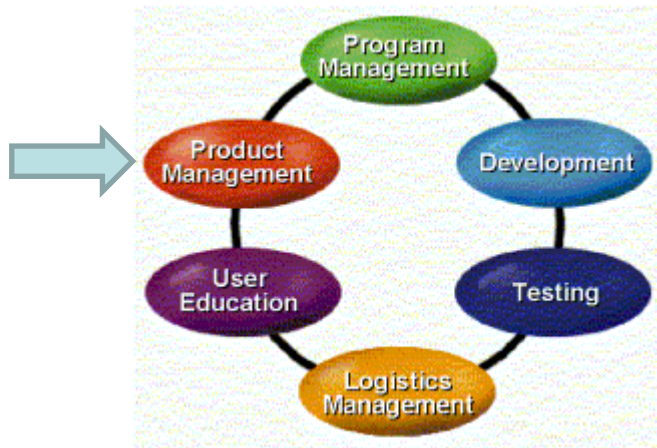 Program
Management
Product
Management
Development
User
Education
Testing
Logistics
Management